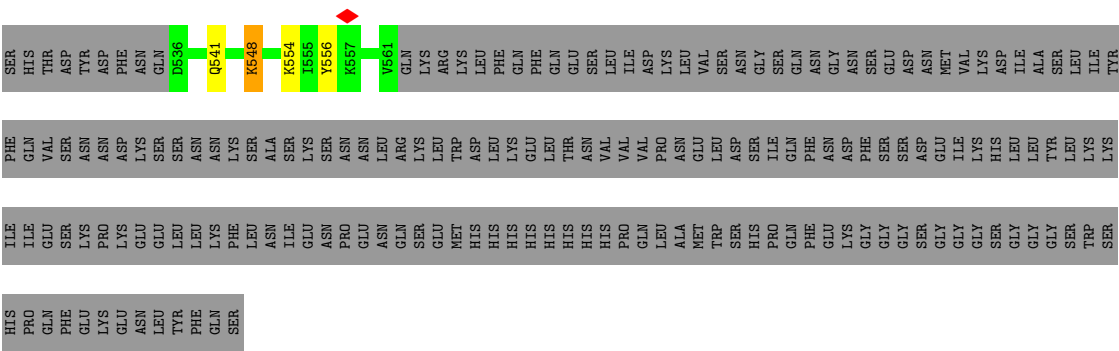 SER HIS THR ASP TYR ASP PHE ASN GLN D536 Q541 K548 K554 I555 Y556 K557 V561 GLN LYS ARG LYS LEU PHE GLN PHE GLN GLU SER LEU ILE ASP LYS LEU VAL SER ASN GLY SER GLN ASN GLY ASN SER GLU ASP ASN MET VAL LYS ASP ILE ALA SER LEU ILE TYR
PHE GLN VAL SER ASN ASN ASP LYS SER SER ASN ASN LYS SER ALA SER LYS SER ASN ASN LEU ARG LYS LEU TRP ASP LEU LYS GLU LEU THR ASN VAL VAL VAL PRO ASN GLU LEU ASP SER ILE GLN PHE ASN ASP PHE SER SER ASP GLU ILE LYS HIS LEU LEU TYR LEU LYS LYS
ILE ILE GLU SER LYS PRO LYS GLU GLU LEU LEU LYS PHE LEU ASN ILE GLU ASN PRO GLU ASN GLN SER GLU MET HIS HIS HIS HIS HIS HIS HIS HIS PRO GLN LEU ALA MET TRP SER HIS PRO GLN PHE GLU LYS GLY GLY GLY SER GLY GLY GLY SER GLY GLY GLY SER TRP SER
HIS PRO GLN PHE GLU LYS GLU ASN LEU TYR PHE GLN SER